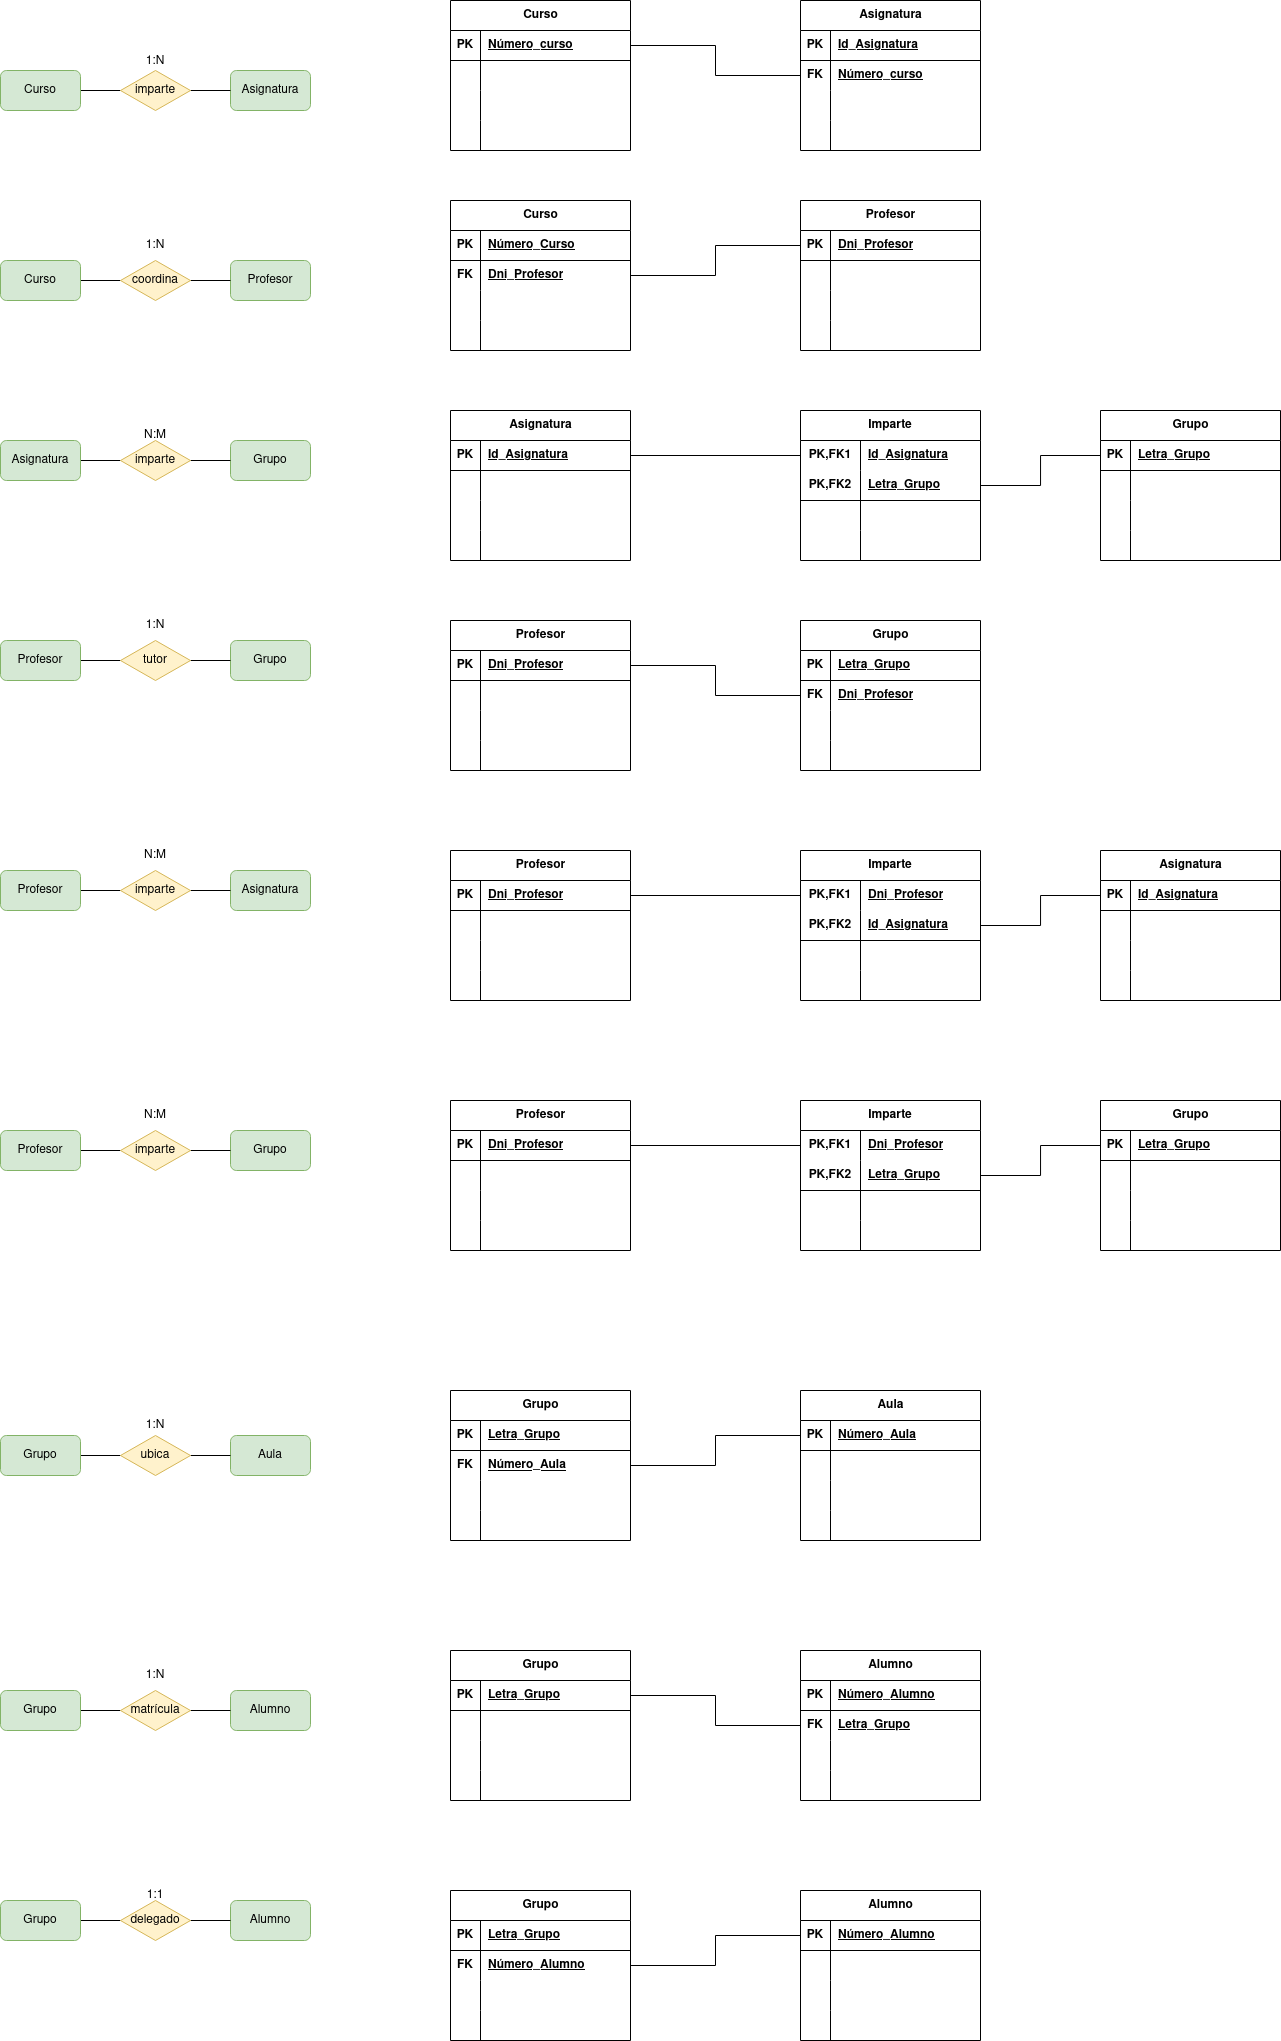 Curso
Asignatura
PK Número_curso
PK Id_Asignatura
FK Número_curso
1:N
Curso imparte Asignatura
Curso
Profesor
PK Número_Curso
PK Dni_Profesor
FK Dni_Profesor
1:N
Curso coordina Profesor
Asignatura
Imparte
Grupo
PK Id_Asignatura
PK,FK1 Id_Asignatura
PK Letra_Grupo
PK,FK2 Letra_Grupo
N:M
Asignatura imparte Grupo
1:N
Profesor tutor Grupo
Profesor
Grupo
PK Dni_Profesor
PK Letra_Grupo
FK Dni_Profesor
N:M
Profesor imparte Asignatura
Profesor
Imparte
Asignatura
PK Dni_Profesor
PK,FK1 Dni_Profesor
PK Id_Asignatura
PK,FK2 Id_Asignatura
N:M
Profesor imparte Grupo
Profesor
Imparte
Grupo
PK Dni_Profesor
PK,FK1 Dni_Profesor
PK Letra_Grupo
PK,FK2 Letra_Grupo
1:N
Grupo ubica Aula
Grupo
Aula
PK Letra_Grupo
PK Número_Aula
FK Número_Aula
1:N
Grupo matrícula Alumno
Grupo
Alumno
PK Letra_Grupo
PK Número_Alumno
FK Letra_Grupo
1:1
Grupo delegado Alumno
Grupo
Alumno
PK Letra_Grupo
PK Número_Alumno
FK Número_Alumno